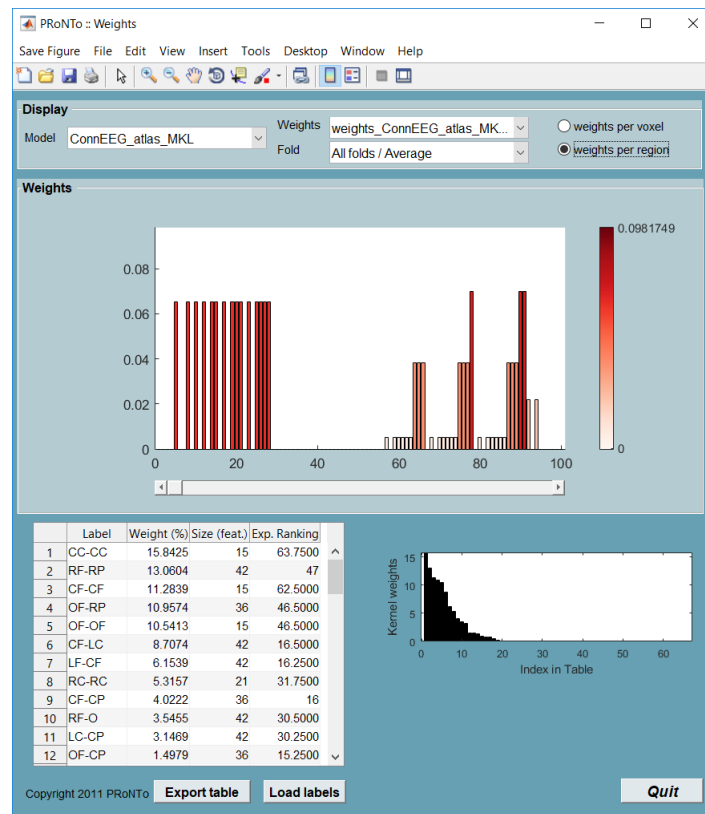 PRoNTo :: Weights
Save Figure File Edit View Insert Tools Desktop Window Help
Display
Model ConnEEG_atlas_MKL Weights weights_ConnEEG_atlas_MK... weights per voxel
Fold All folds / Average weights per region
Weights
0.0981749
0.08
0.06
0.04
0.02
0 0
0 20 40 60 80 100
Label Weight (%) Size (feat.) Exp. Ranking
1 CC-CC 15.8425 15 63.7500
2 RF-RP 13.0604 42 47
3 CF-CF 11.2839 15 62.5000
4 OF-RP 10.9574 36 46.5000
5 OF-OF 10.5413 15 46.5000
6 CF-LC 8.7074 42 16.5000
7 LF-CF 6.1539 42 16.2500
8 RC-RC 5.3157 21 31.7500
9 CF-CP 4.0222 36 16
10 RF-O 3.5455 42 30.5000
11 LC-CP 3.1469 42 30.2500
12 OF-CP 1.4979 36 15.2500
Kernel weights
15
10
5
0
0 10 20 30 40 50 60
Index in Table
Copyright 2011 PRoNTo Export table Load labels Quit